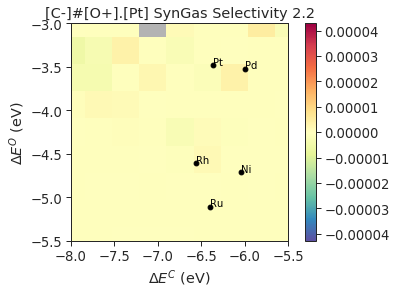 [C-]#[O+].[Pt] SynGas Selectivity 2.2
−3.0
−3.5
−4.0
−4.5
−5.0
−5.5
ΔE^O (eV)
Pt
Pd
Rh
Ni
Ru
−8.0 −7.5 −7.0 −6.5 −6.0 −5.5
ΔE^C (eV)
0.00004
0.00003
0.00002
0.00001
0.00000
−0.00001
−0.00002
−0.00003
−0.00004